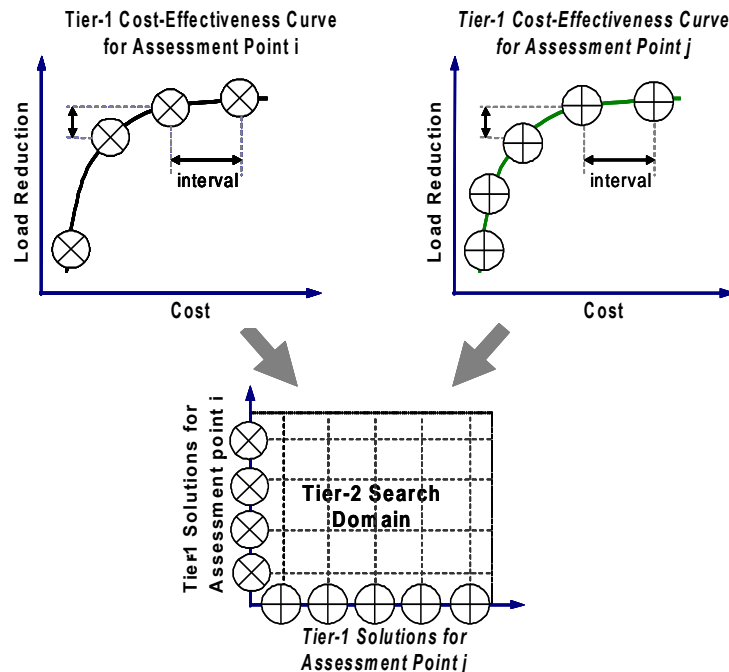 Tier-1 Cost-Effectiveness Curve
for Assessment Point i
Load Reduction
interval
Cost
Tier-1 Cost-Effectiveness Curve
for Assessment Point j
Load Reduction
interval
Cost
Tier1 Solutions for
Assessment point i
Tier-2 Search
Domain
Tier-1 Solutions for
Assessment Point j